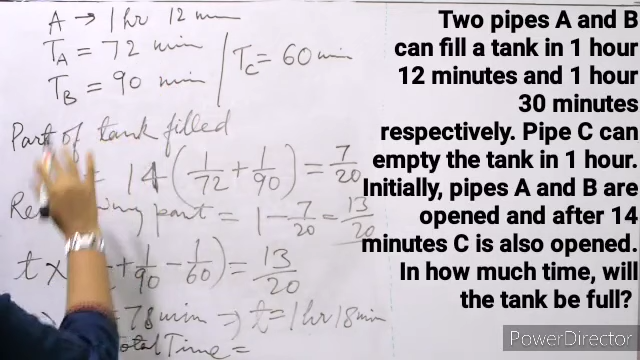 A → 1 hr 12 min
T_A = 72 min
T_B = 90 min
T_C = 60 min
Part of tank filled
= 14 (1/72 + 1/90) = 7/20
part = 1 - 7/20 = 13/20
t × + 1/90 - 1/60) = 13/20
= 78 min ⇒ t = 1 hr 18 min
Total Time =
Two pipes A and B
can fill a tank in 1 hour
12 minutes and 1 hour
30 minutes
respectively. Pipe C can
empty the tank in 1 hour.
Initially, pipes A and B are
opened and after 14
minutes C is also opened.
In how much time, will
the tank be full?
PowerDirector